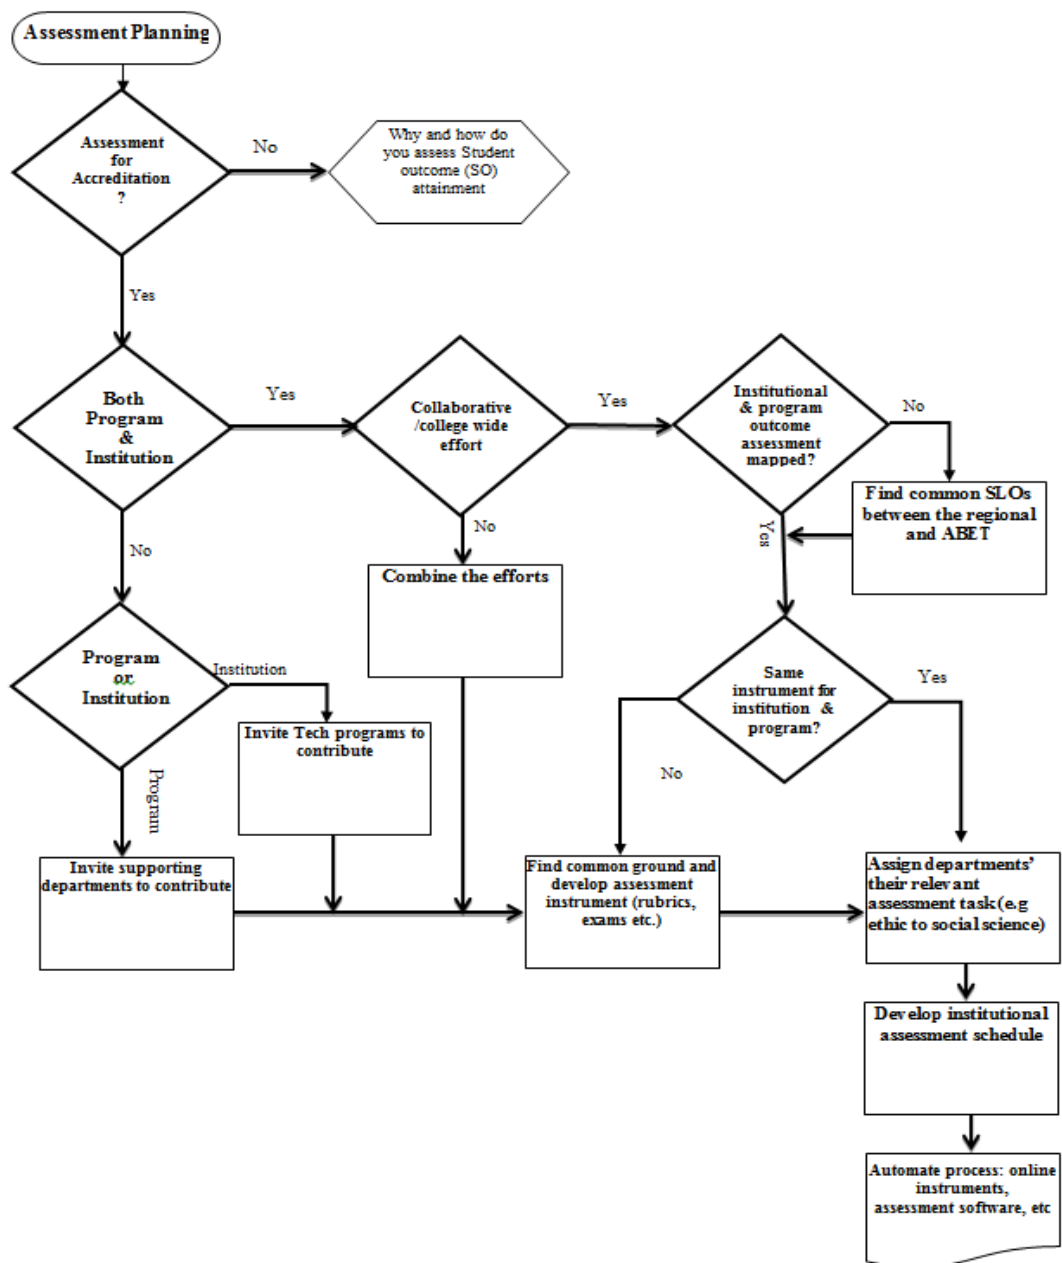 Assessment Planning
Assessment
for
Accreditation
?
No
Why and how do
you assess Student
outcome (SO)
attainment
Yes
Both
Program
&
Institution
Yes
Collaborative
/college wide
effort
Yes
Institutional
& program
outcome
assessment
mapped?
No
Find common SLOs
between the regional
and ABET
Yes
No
Combine the efforts
No
Program
or
Institution
Institution
Invite Tech programs to
contribute
Program
Invite supporting
departments to contribute
Same
instrument for
institution &
program?
Yes
No
Find common ground and
develop assessment
instrument (rubrics,
exams etc.)
Assign departments'
their relevant
assessment task(e.g
ethic to social science)
Develop institutional
assessment schedule
Automate process: online
instruments,
assessment software, etc